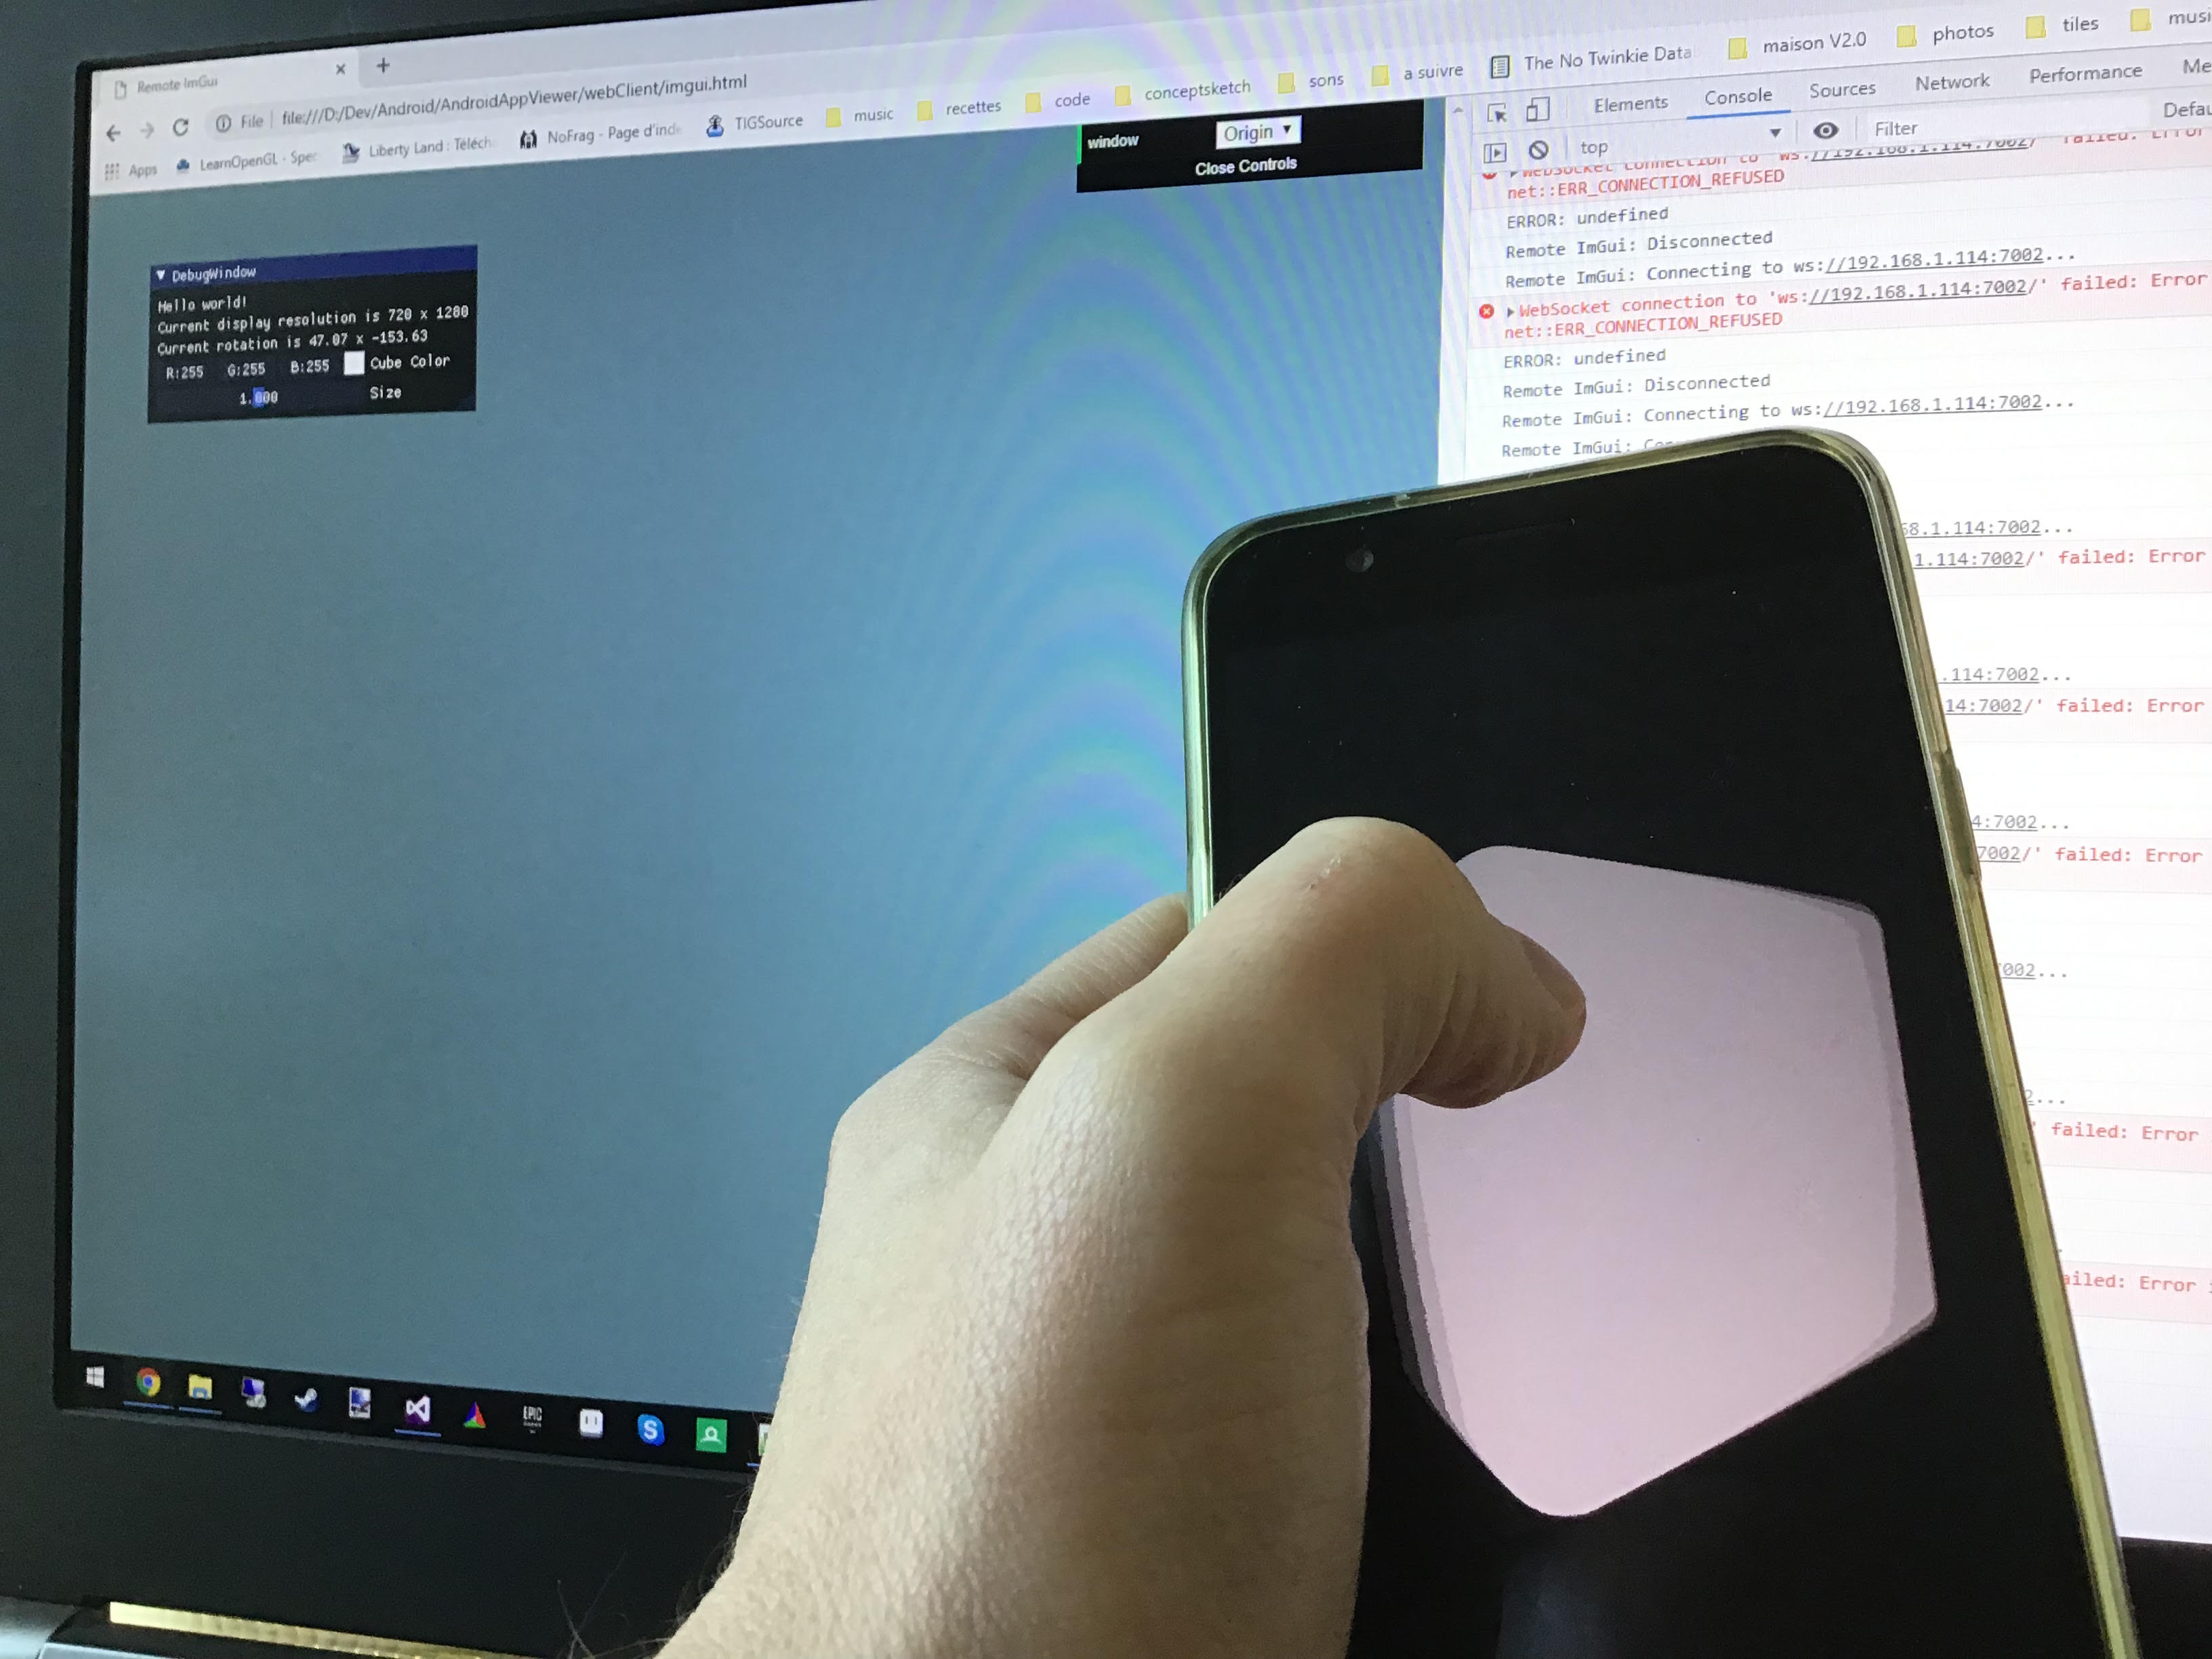 Remote ImGui
File file:///D:/Dev/Android/AndroidAppViewer/webClient/imgui.html
Apps LearnOpenGL - Liberty Land : Téléch NoFrag - Page d'ind TIGSource music recettes code conceptsketch sons a suivre The No Twinkie Data maison V2.0 photos tiles musi
window Origin
Close Controls
DebugWindow
Hello world!
Current display resolution is 720 x 1280
Current rotation is 47.07 x -153.63
R:255 G:255 B:255 Cube Color
1.000 Size
Elements Console Sources Network Performance Me
top Filter Defau
WebSocket connection to 'ws://192.168.1.114:7002/' failed: Error
net::ERR_CONNECTION_REFUSED
ERROR: undefined
Remote ImGui: Disconnected
Remote ImGui: Connecting to ws://192.168.1.114:7002...
WebSocket connection to 'ws://192.168.1.114:7002/' failed: Error
net::ERR_CONNECTION_REFUSED
ERROR: undefined
Remote ImGui: Disconnected
Remote ImGui: Connecting to ws://192.168.1.114:7002...
Remote ImGui:
8.1.114:7002...
1.114:7002/' failed: Error
.114:7002...
14:7002/' failed: Error
4:7002...
7002/' failed: Error
002...
2...
' failed: Error
ailed: Error
EPIC